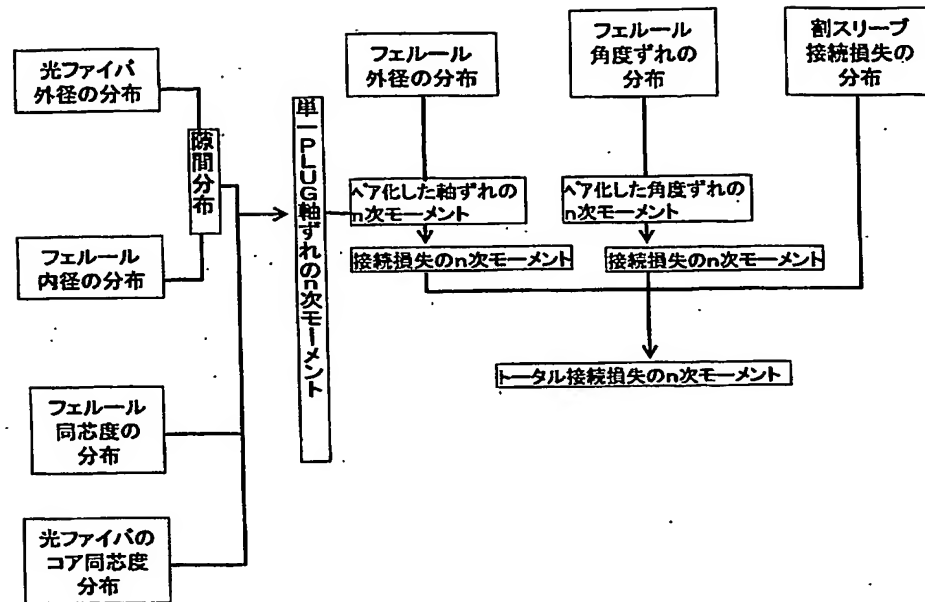 光ファイバ
外径の分布
隙間分布
フェルール
内径の分布
フェルール
同芯度の
分布
光ファイバの
コア同芯度
分布
単一PLUG軸ずれのn次モーメント
フェルール
外径の分布
フェルール
角度ずれの
分布
割スリーブ
接続損失の
分布
ペア化した軸ずれの
n次モーメント
ペア化した角度ずれの
n次モーメント
接続損失のn次モーメント
接続損失のn次モーメント
トータル接続損失のn次モーメント